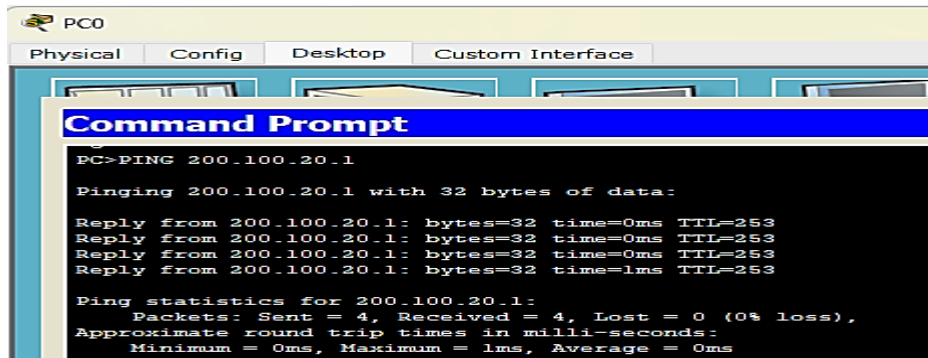 PC0
Physical Config Desktop Custom Interface
Command Prompt
PC>PING 200.100.20.1
Pinging 200.100.20.1 with 32 bytes of data:
Reply from 200.100.20.1: bytes=32 time=0ms TTL=253
Reply from 200.100.20.1: bytes=32 time=0ms TTL=253
Reply from 200.100.20.1: bytes=32 time=0ms TTL=253
Reply from 200.100.20.1: bytes=32 time=1ms TTL=253
Ping statistics for 200.100.20.1:
Packets: Sent = 4, Received = 4, Lost = 0 (0% loss),
Approximate round trip times in milli-seconds:
Minimum = 0ms, Maximum = 1ms, Average = 0ms